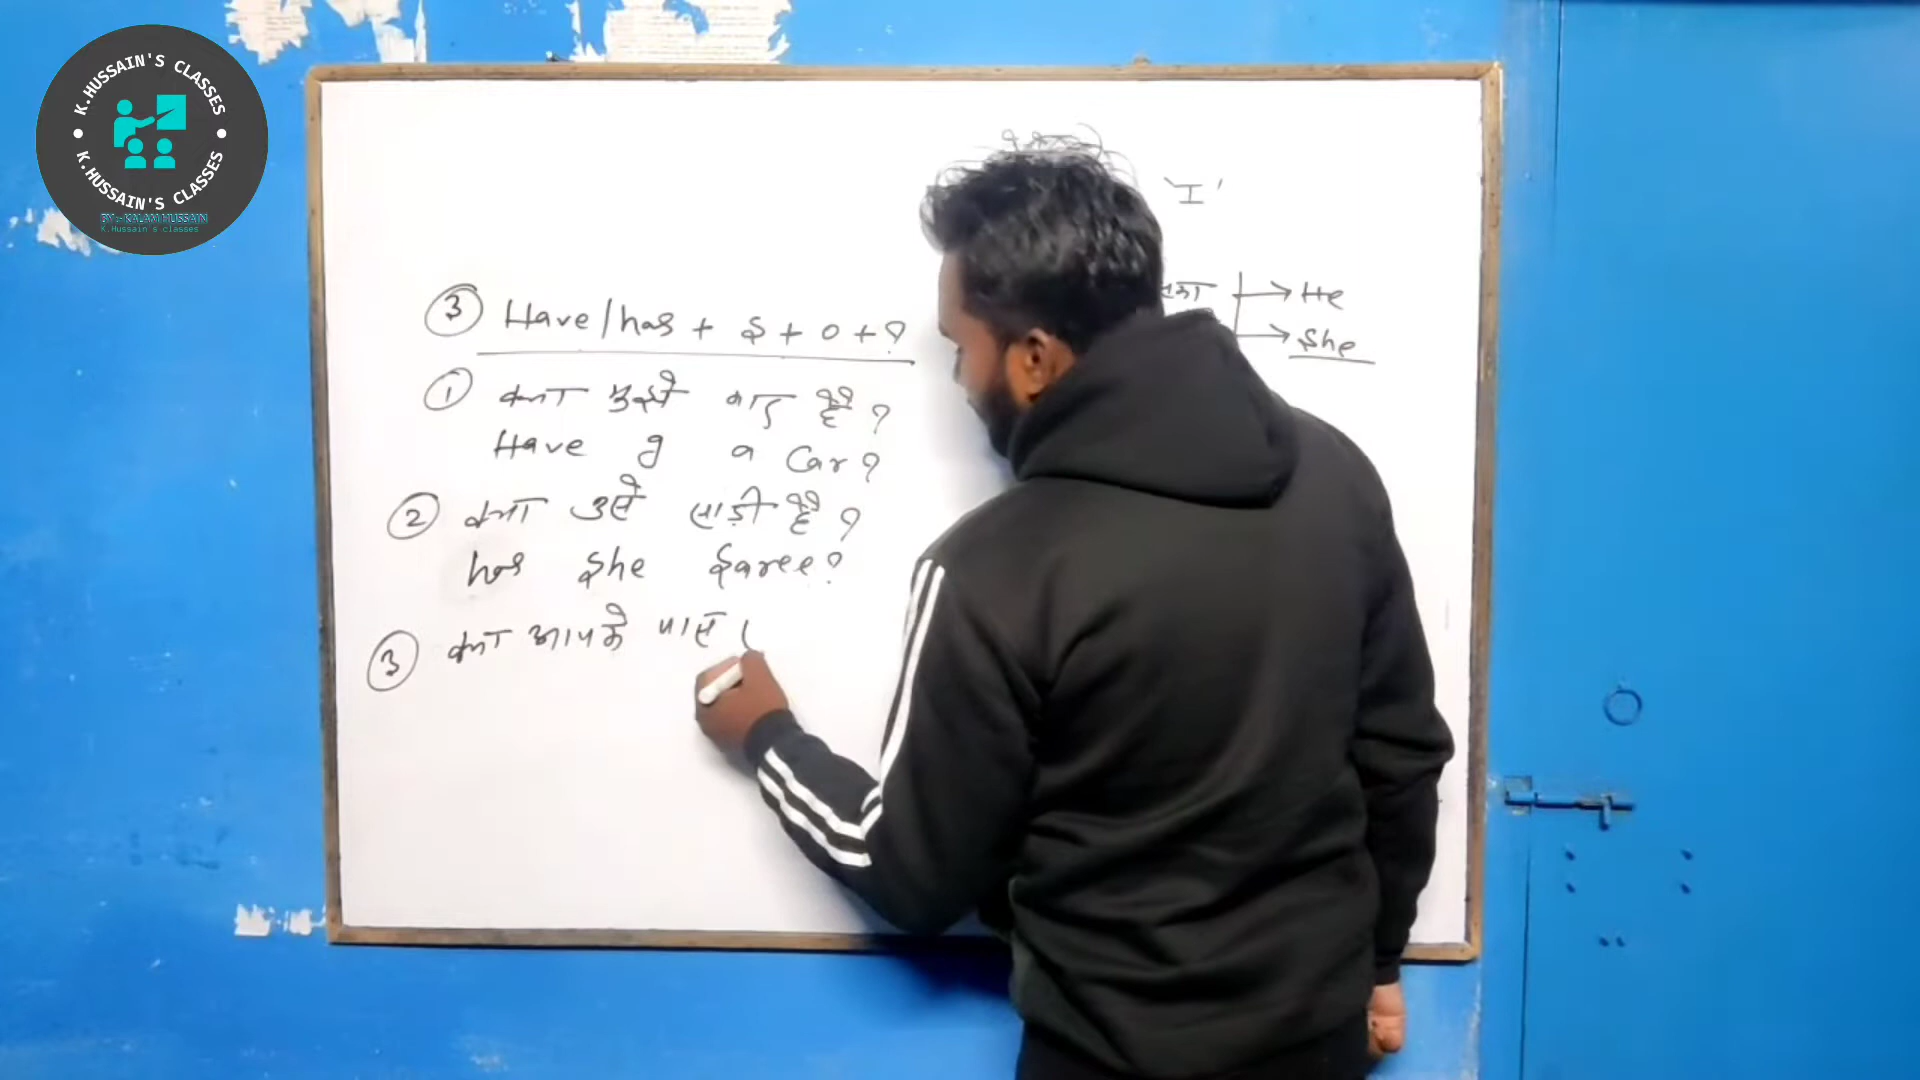 K.HUSSAIN'S CLASSES
K.HUSSAIN'S CLASSES
BY:- KALAM HUSSAIN
K.Hussain's classes
'I'
He
She
③ Have/has + S + O + ?
① क्या मुझे कार है ?
Have I a Car ?
② क्या उसे साड़ी है ?
has She Saree ?
③ क्या आपके पास